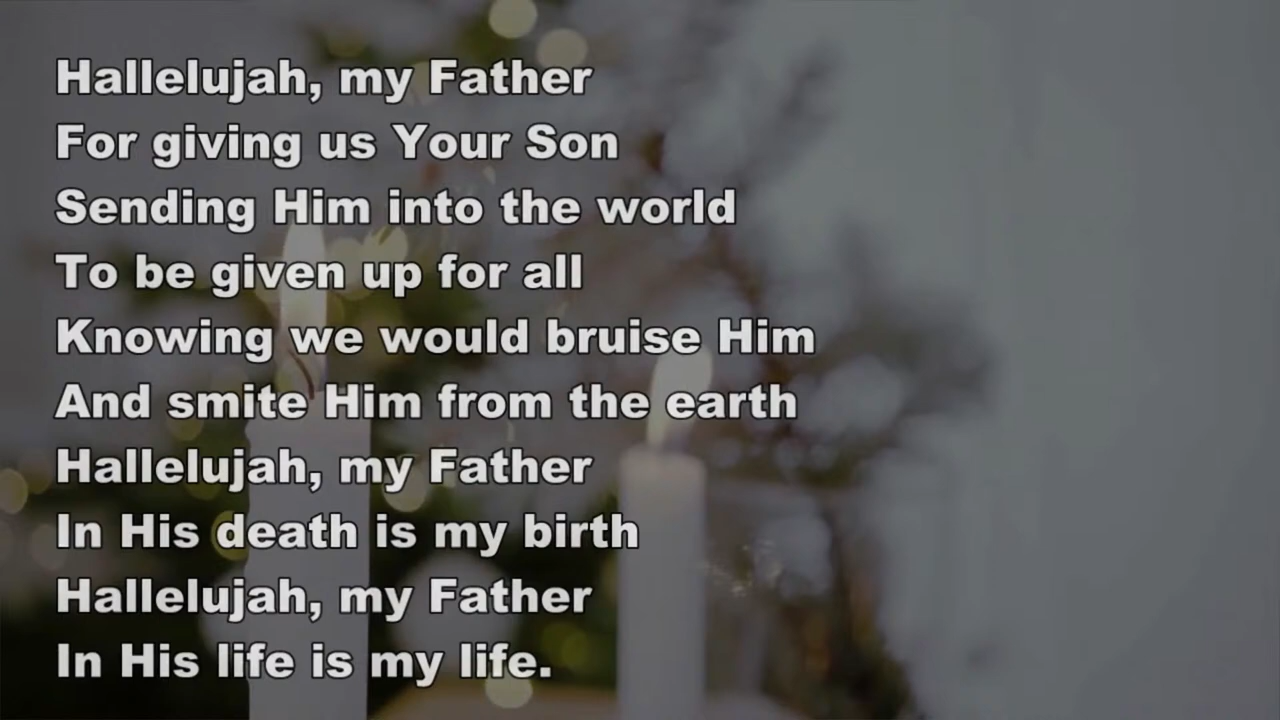 Hallelujah, my Father
For giving us Your Son
Sending Him into the world
To be given up for all
Knowing we would bruise Him
And smite Him from the earth
Hallelujah, my Father
In His death is my birth
Hallelujah, my Father
In His life is my life.